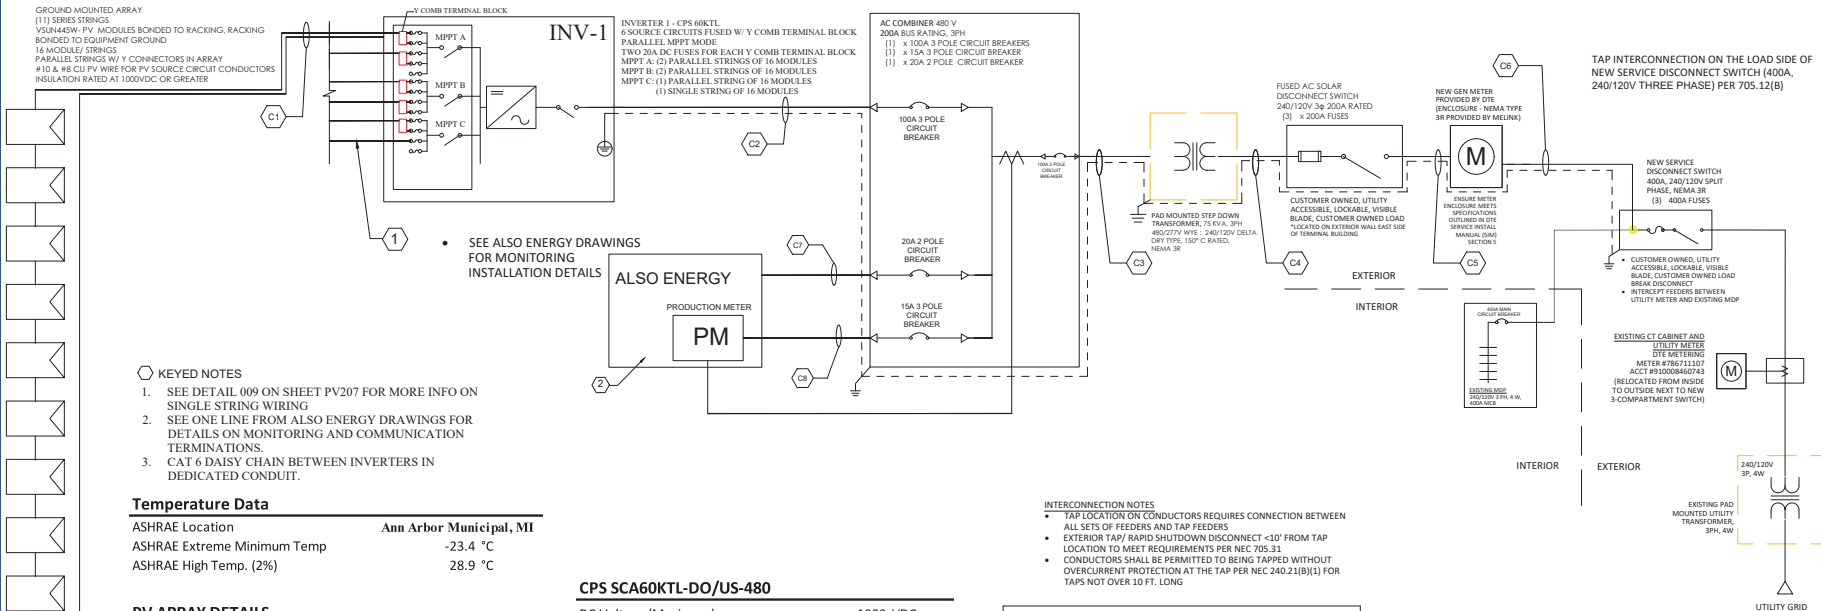 GROUND MOUNTED ARRAY
(11) SERIES STRINGS
VSUN445W- PV MODULES BONDED TO RACKING, RACKING
BONDED TO EQUIPMENT GROUND
16 MODULE/ STRINGS
PARALLEL STRINGS W/ Y CONNECTORS IN ARRAY
#10 & #8 CU PV WIRE FOR PV SOURCE CIRCUIT CONDUCTORS
INSULATION RATED AT 1000VDC OR GREATER
C1
Y COMB TERMINAL BLOCK
MPPT A
MPPT B
MPPT C
INV-1
1
INVERTER 1 - CPS 60KTL
6 SOURCE CIRCUITS FUSED W/ Y COMB TERMINAL BLOCK
PARALLEL MPPT MODE
TWO 20A DC FUSES FOR EACH Y COMB TERMINAL BLOCK
MPPT A: (2) PARALLEL STRINGS OF 16 MODULES
MPPT B: (2) PARALLEL STRINGS OF 16 MODULES
MPPT C: (1) PARALLEL STRING OF 16 MODULES
(1) SINGLE STRING OF 16 MODULES
C2
AC COMBINER 480 V
200A BUS RATING, 3PH
(1) x 100A 3 POLE CIRCUIT BREAKERS
(1) x 15A 3 POLE CIRCUIT BREAKER
(1) x 20A 2 POLE CIRCUIT BREAKER
100A 3 POLE
CIRCUIT
BREAKER
20A 2 POLE
CIRCUIT
BREAKER
15A 3 POLE
CIRCUIT
BREAKER
100A 3 POLE
CIRCUIT
BREAKER
• SEE ALSO ENERGY DRAWINGS
FOR MONITORING
INSTALLATION DETAILS
ALSO ENERGY
PRODUCTION METER
PM
2
C7
C8
C3
PAD MOUNTED STEP DOWN
TRANSFORMER, 75 KVA, 3PH
480/277V WYE : 240/120V DELTA
DRY TYPE, 150° C RATED,
NEMA 3R
C4
FUSED AC SOLAR
DISCONNECT SWITCH
240/120V 3φ 200A RATED
(3) x 200A FUSES
CUSTOMER OWNED, UTILITY
ACCESSIBLE, LOCKABLE, VISIBLE
BLADE, CUSTOMER OWNED LOAD
*LOCATED ON EXTERIOR WALL EAST SIDE
OF TERMINAL BUILDING
NEW GEN METER
PROVIDED BY DTE
(ENCLOSURE - NEMA TYPE
3R PROVIDED BY MELINK)
M
ENSURE METER
ENCLOSURE MEETS
SPECIFICATIONS
OUTLINED IN DTE
SERVICE INSTALL
MANUAL (SIM)
SECTION 5
C5
C6
TAP INTERCONNECTION ON THE LOAD SIDE OF
NEW SERVICE DISCONNECT SWITCH (400A,
240/120V THREE PHASE) PER 705.12(B)
NEW SERVICE
DISCONNECT SWITCH
400A, 240/120V SPLIT
PHASE, NEMA 3R
(3) 400A FUSES
• CUSTOMER OWNED, UTILITY
ACCESSIBLE, LOCKABLE, VISIBLE
BLADE, CUSTOMER OWNED LOAD
BREAK DISCONNECT
• INTERCEPT FEEDERS BETWEEN
UTILITY METER AND EXISTING MDP
EXTERIOR
INTERIOR
400A MAIN
CIRCUIT BREAKER
EXISTING MDP
240/120V 3 PH, 4 W,
400A MCB
EXISTING CT CABINET AND
UTILITY METER
DTE METERING
METER #786711107
ACCT #910008460743
(RELOCATED FROM INSIDE
TO OUTSIDE NEXT TO NEW
3-COMPARTMENT SWITCH)
M
INTERIOR
EXTERIOR
240/120V
3P, 4W
EXISTING PAD
MOUNTED UTILITY
TRANSFORMER,
3PH, 4W
UTILITY GRID
KEYED NOTES
1. SEE DETAIL 009 ON SHEET PV207 FOR MORE INFO ON
SINGLE STRING WIRING
2. SEE ONE LINE FROM ALSO ENERGY DRAWINGS FOR
DETAILS ON MONITORING AND COMMUNICATION
TERMINATIONS.
3. CAT 6 DAISY CHAIN BETWEEN INVERTERS IN
DEDICATED CONDUIT.
Temperature Data
ASHRAE Location Ann Arbor Municipal, MI
ASHRAE Extreme Minimum Temp -23.4 °C
ASHRAE High Temp. (2%) 28.9 °C
CPS SCA60KTL-DO/US-480
INTERCONNECTION NOTES
• TAP LOCATION ON CONDUCTORS REQUIRES CONNECTION BETWEEN
ALL SETS OF FEEDERS AND TAP FEEDERS
• EXTERIOR TAP/ RAPID SHUTDOWN DISCONNECT <10' FROM TAP
LOCATION TO MEET REQUIREMENTS PER NEC 705.31
• CONDUCTORS SHALL BE PERMITTED TO BEING TAPPED WITHOUT
OVERCURRENT PROTECTION AT THE TAP PER NEC 240.21(B)(1) FOR
TAPS NOT OVER 10 FT. LONG
PV ARRAY DETAILS